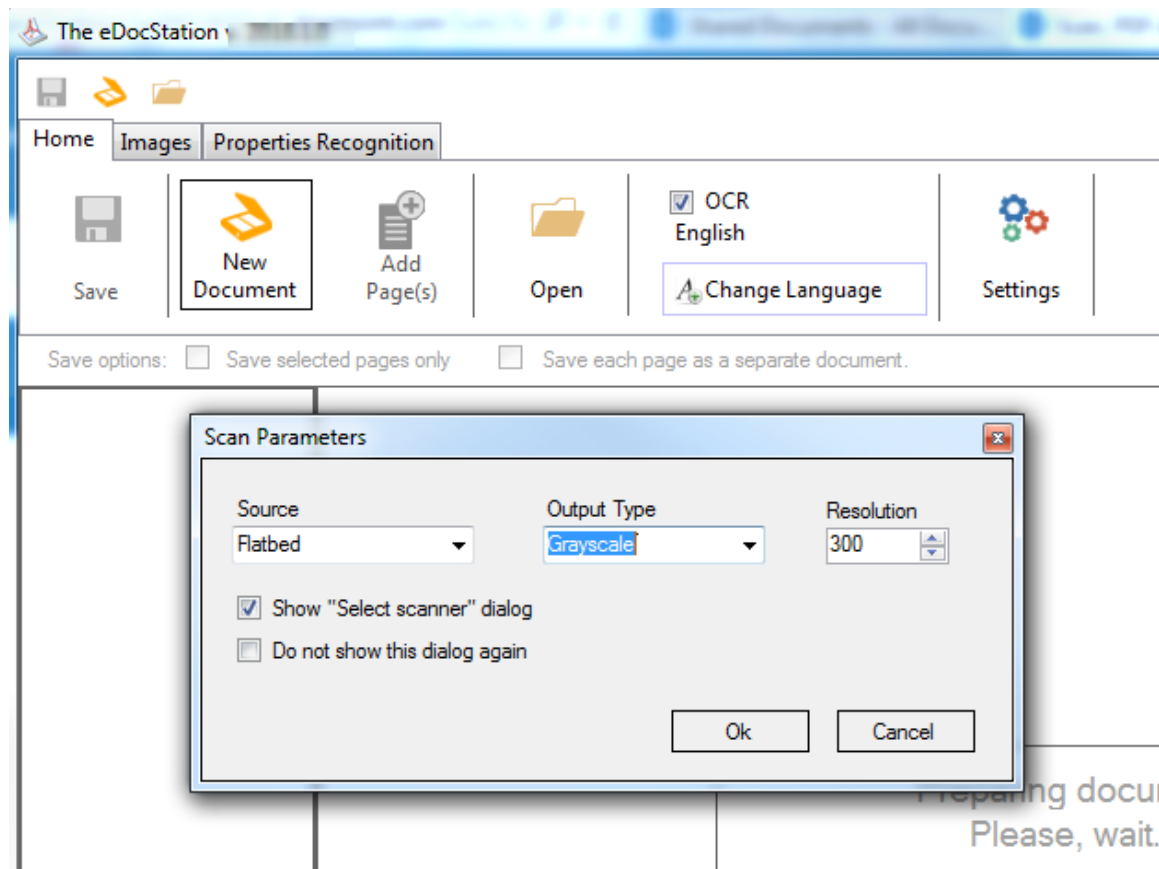 The eDocStation
Home Images Properties Recognition
Save
New
Document
Add
Page(s)
Open
OCR
English
Change Language
Settings
Save options: Save selected pages only Save each page as a separate document.
Scan Parameters
Source Output Type Resolution
Flatbed Grayscale 300
Show "Select scanner" dialog
Do not show this dialog again
Ok Cancel
Preparing docu
Please, wait.